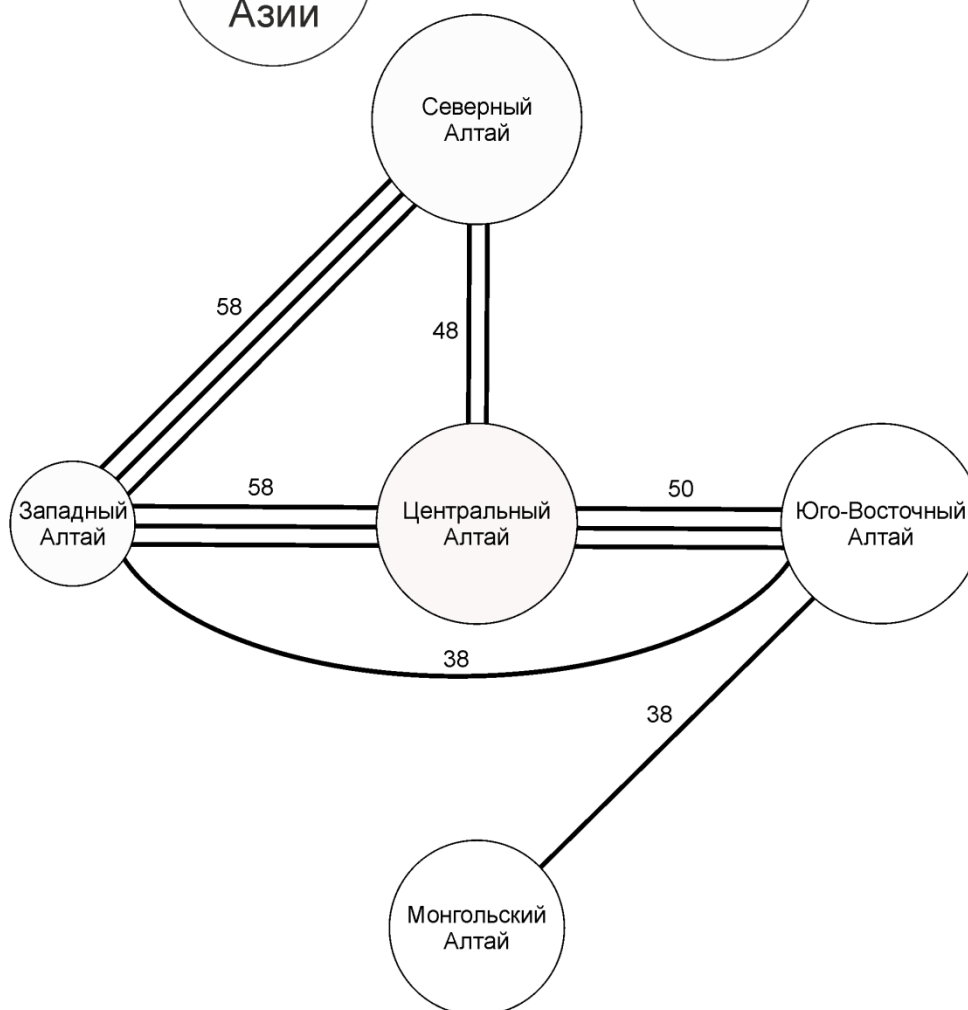 Азии
Северный
Алтай
58
48
58
50
Западный
Алтай
Центральный
Алтай
Юго-Восточный
Алтай
38
38
Монгольский
Алтай